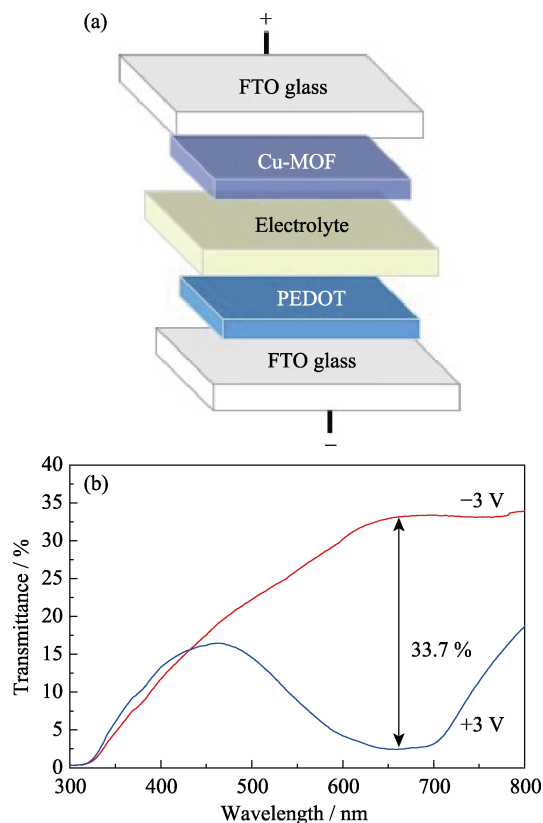 (a)
+
FTO glass
Cu-MOF
Electrolyte
PEDOT
FTO glass
−
(b)
40
35
30
25
20
15
10
5
0
Transmittance / %
−3 V
33.7 %
+3 V
300 400 500 600 700 800
Wavelength / nm